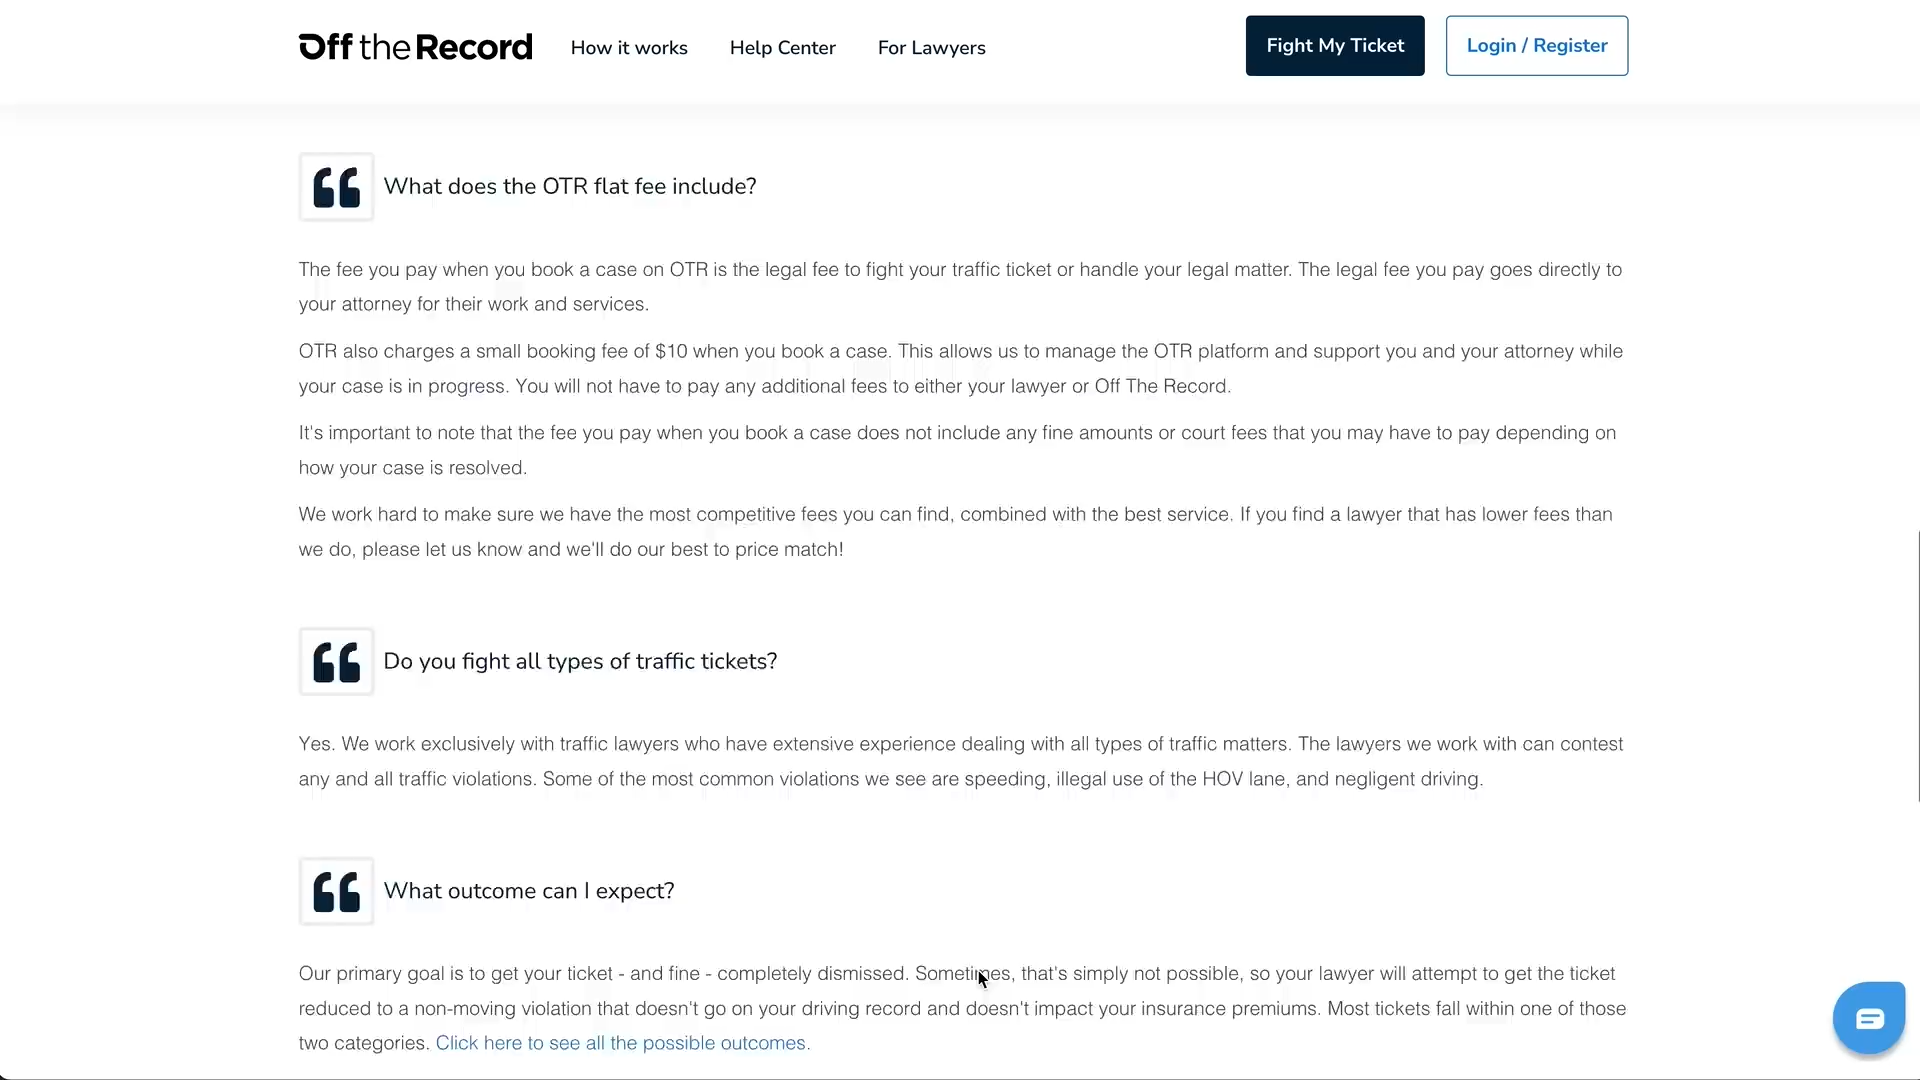 Off the Record How it works Help Center For Lawyers Fight My Ticket Login / Register
What does the OTR flat fee include?
The fee you pay when you book a case on OTR is the legal fee to fight your traffic ticket or handle your legal matter. The legal fee you pay goes directly to
your attorney for their work and services.
OTR also charges a small booking fee of $10 when you book a case. This allows us to manage the OTR platform and support you and your attorney while
your case is in progress. You will not have to pay any additional fees to either your lawyer or Off The Record.
It's important to note that the fee you pay when you book a case does not include any fine amounts or court fees that you may have to pay depending on
how your case is resolved.
We work hard to make sure we have the most competitive fees you can find, combined with the best service. If you find a lawyer that has lower fees than
we do, please let us know and we'll do our best to price match!
Do you fight all types of traffic tickets?
Yes. We work exclusively with traffic lawyers who have extensive experience dealing with all types of traffic matters. The lawyers we work with can contest
any and all traffic violations. Some of the most common violations we see are speeding, illegal use of the HOV lane, and negligent driving.
What outcome can I expect?
Our primary goal is to get your ticket - and fine - completely dismissed. Sometimes, that's simply not possible, so your lawyer will attempt to get the ticket
reduced to a non-moving violation that doesn't go on your driving record and doesn't impact your insurance premiums. Most tickets fall within one of those
two categories. Click here to see all the possible outcomes.